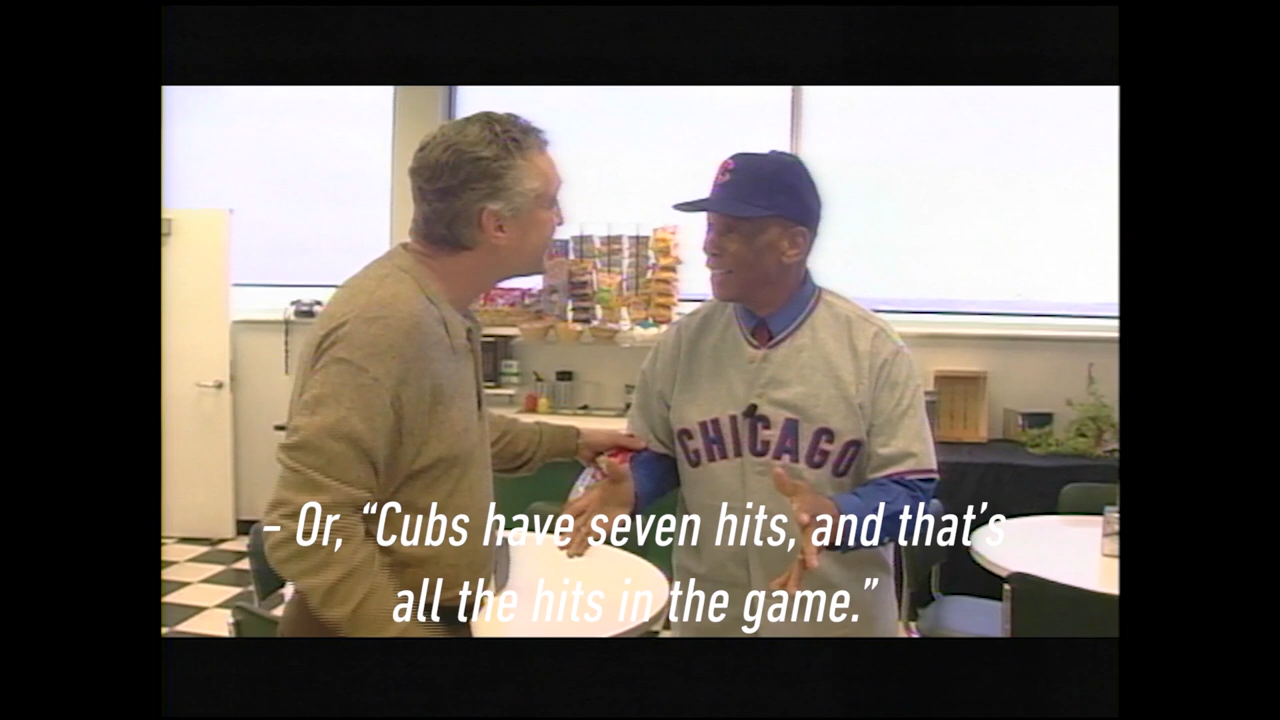 C
CHICAGO
– Or, “Cubs have seven hits, and that’s
all the hits in the game.”